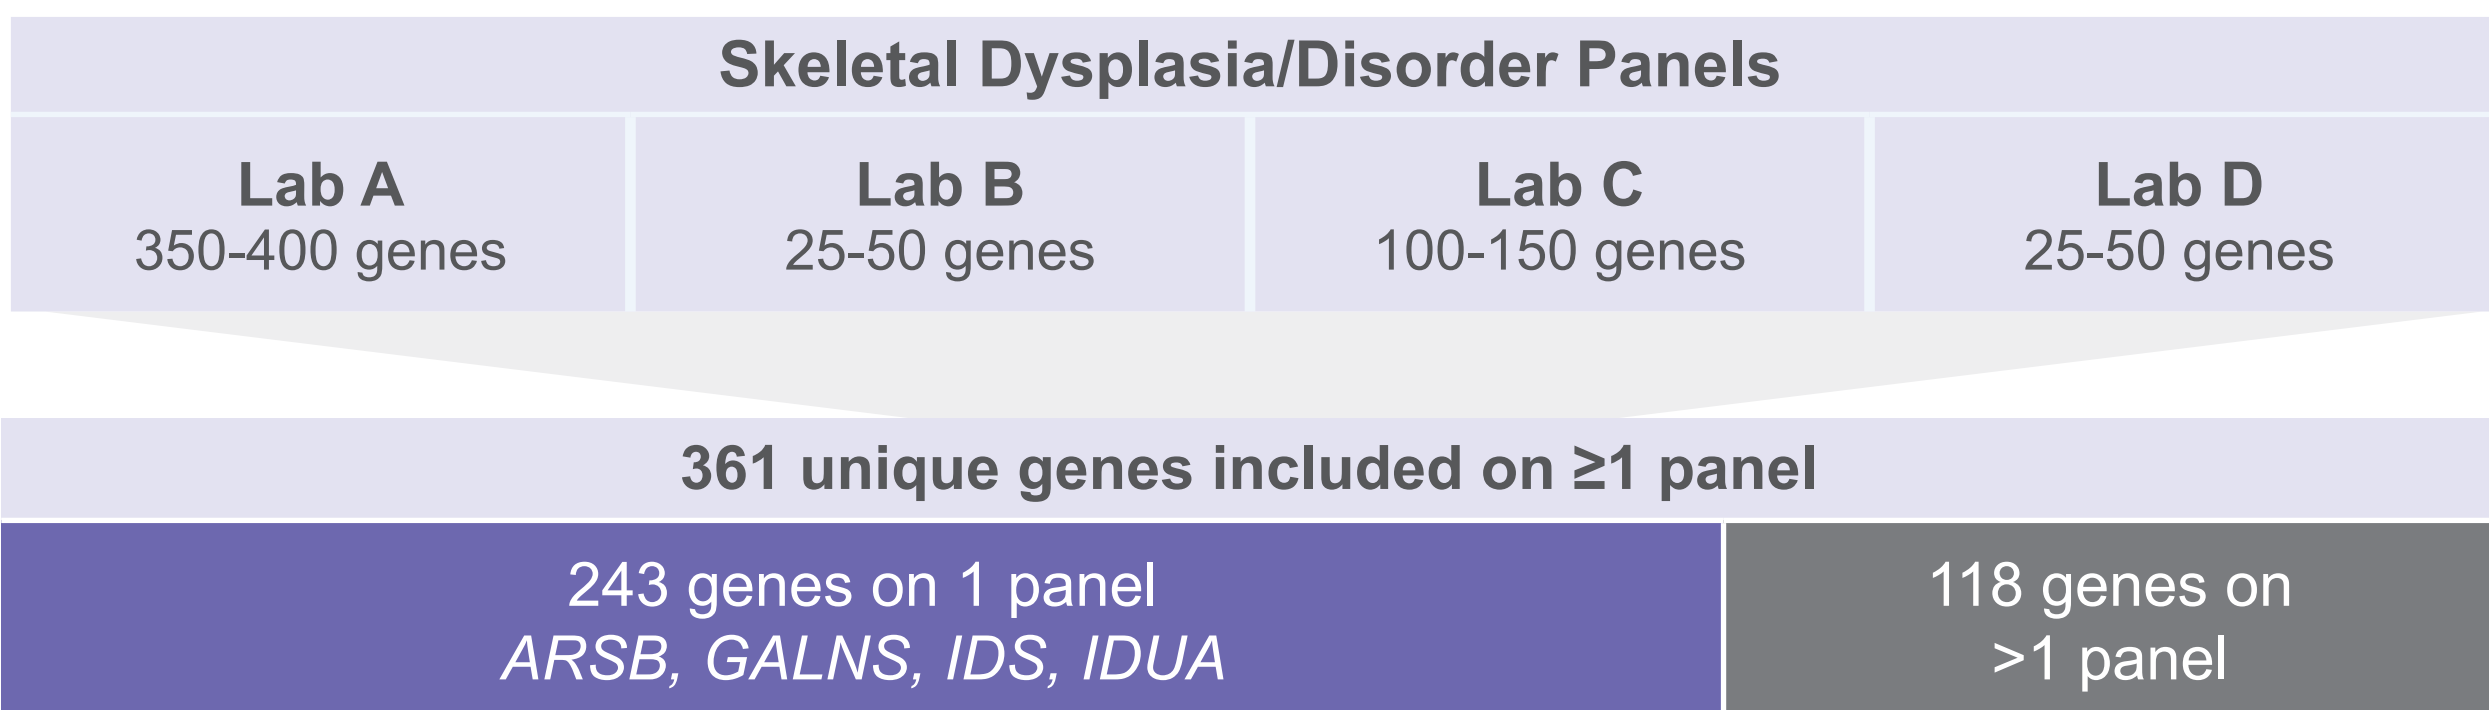 Skeletal Dysplasia/Disorder Panels
Lab A
350-400 genes
Lab B
25-50 genes
Lab C
100-150 genes
Lab D
25-50 genes
361 unique genes included on ≥1 panel
243 genes on 1 panel
ARSB, GALNS, IDS, IDUA
118 genes on
>1 panel